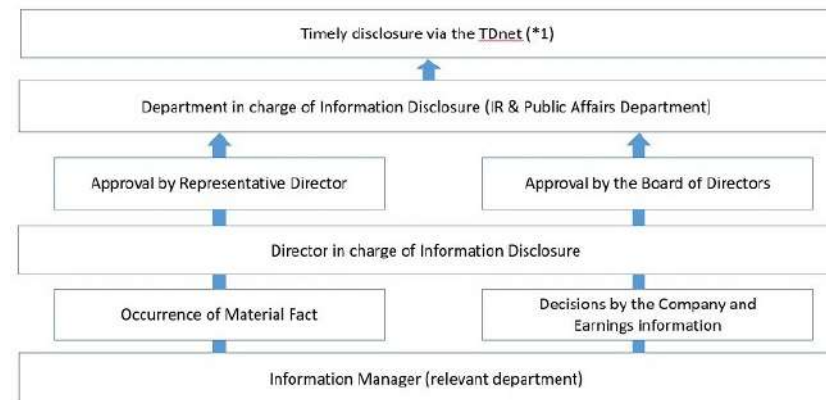 Timely disclosure via the TDnet (*1)
Department in charge of Information Disclosure (IR & Public Affairs Department)
Approval by Representative Director
Approval by the Board of Directors
Director in charge of Information Disclosure
Occurrence of Material Fact
Decisions by the Company and
Earnings information
Information Manager (relevant department)